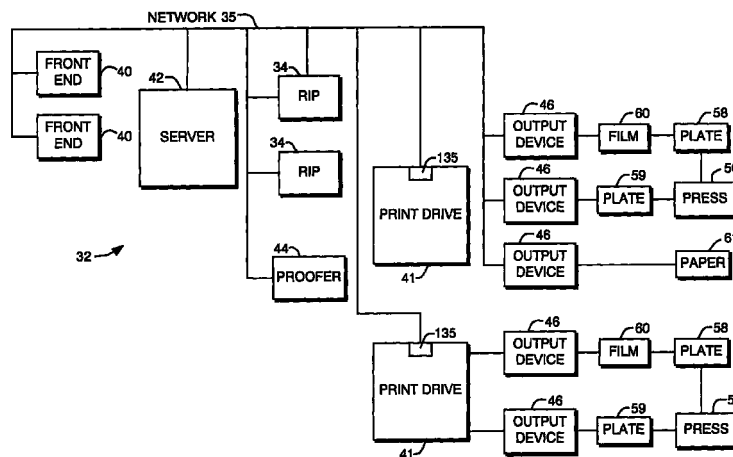 NETWORK 35
FRONT END 40
FRONT END 40
42
SERVER
34
RIP
34
RIP
44
PROOFER
32
135
PRINT DRIVE
41
46
OUTPUT DEVICE
60
FILM
58
PLATE
46
OUTPUT DEVICE
59
PLATE
PRESS
46
OUTPUT DEVICE
PAPER
135
PRINT DRIVE
41
46
OUTPUT DEVICE
60
FILM
58
PLATE
46
OUTPUT DEVICE
59
PLATE
PRESS